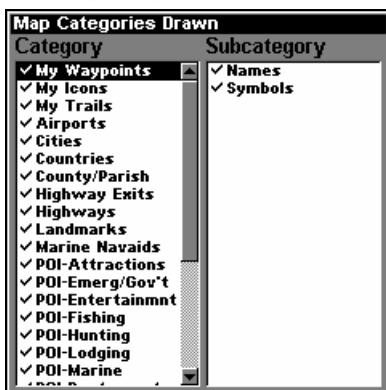 Map Categories Drawn
Category
Subcategory
My Waypoints
My Icons
My Trails
Airports
Cities
Countries
County/Parish
Highway Exits
Highways
Landmarks
Marine Navaids
POI-Attractions
POI-Emerg/Gov't
POI-Entertainmnt
POI-Fishing
POI-Hunting
POI-Lodging
POI-Marine
Names
Symbols